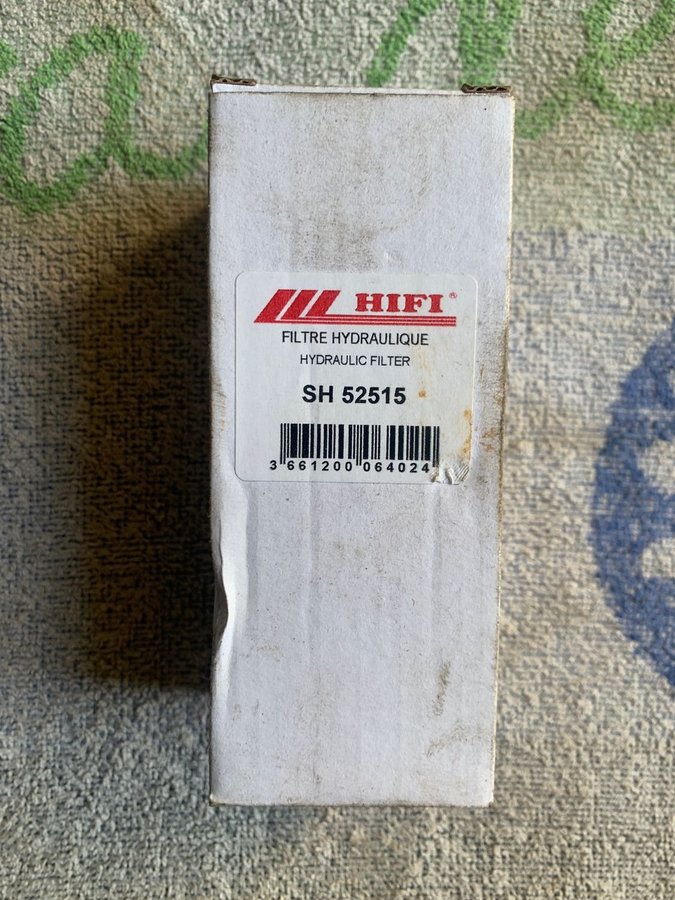 HIFI®
FILTRE HYDRAULIQUE
HYDRAULIC FILTER
SH 52515
3 661200 064024